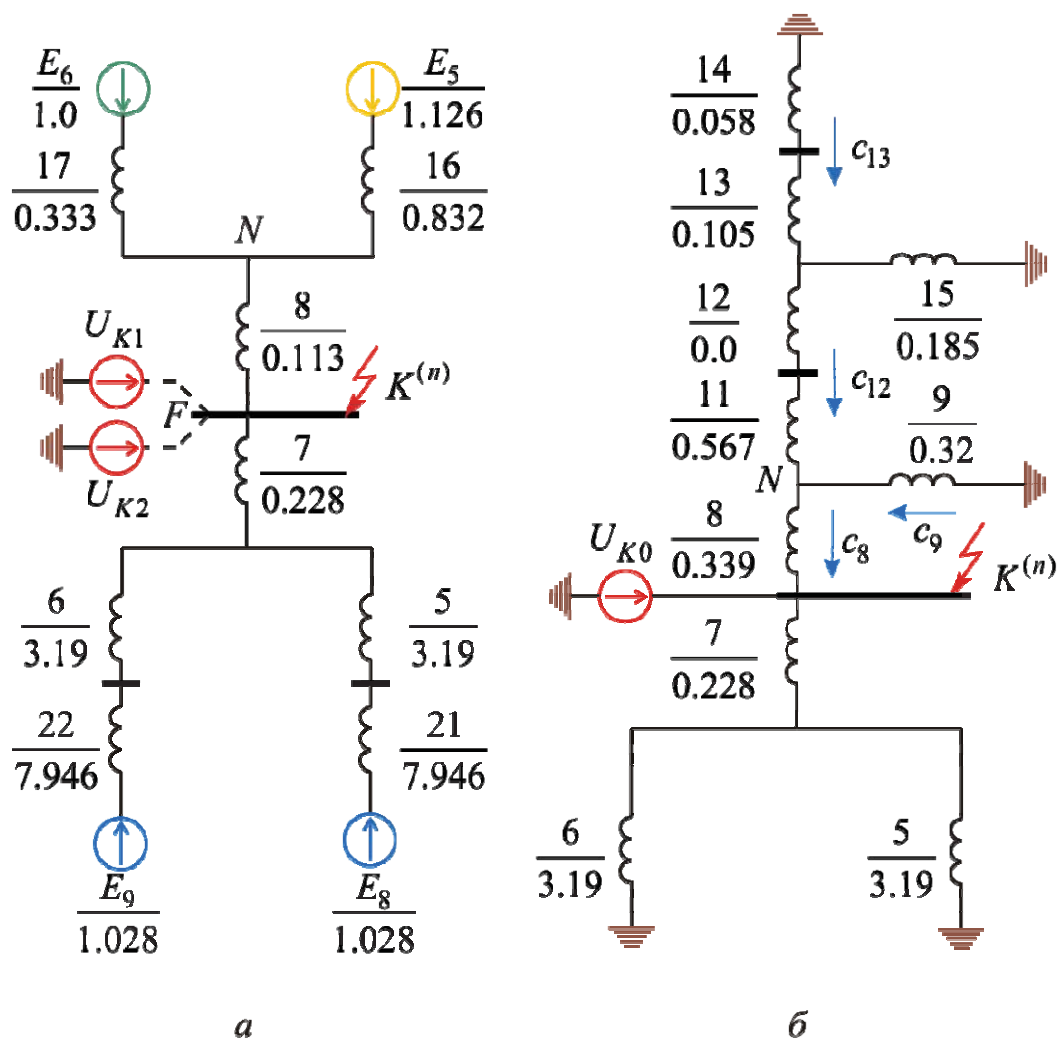 E₆
1.0
E₅
1.126
17
0.333
16
0.832
N
8
0.113
U_K1
K⁽ⁿ⁾
F
U_K2
7
0.228
6
3.19
5
3.19
22
7.946
21
7.946
E₉
1.028
E₈
1.028
а
14
0.058
c₁₃
13
0.105
15
0.185
12
0.0
c₁₂
11
0.567
9
0.32
N
8
0.339
c₈
c₉
U_K0
K⁽ⁿ⁾
7
0.228
6
3.19
5
3.19
б